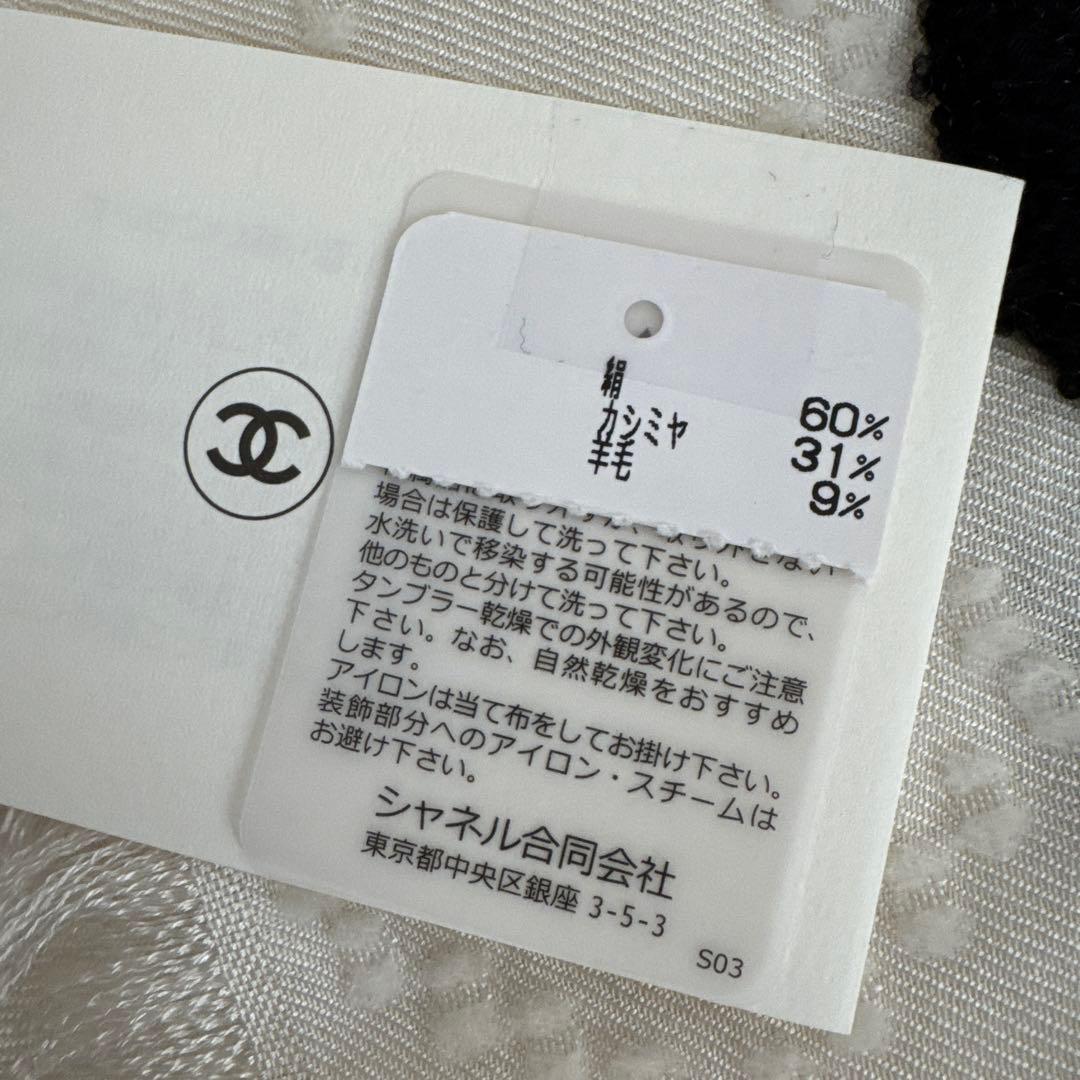 絹 60%
カシミヤ 31%
羊毛 9%
場合は保護して洗って下さい。
水洗いで移染する可能性があるので、
他のものと分けて洗って下さい。
タンブラー乾燥での外観変化にご注意
下さい。なお、自然乾燥をおすすめ
します。
アイロンは当て布をしてお掛け下さい。
装飾部分へのアイロン・スチームは
お避け下さい。
シャネル合同会社
東京都中央区銀座 3-5-3
S03